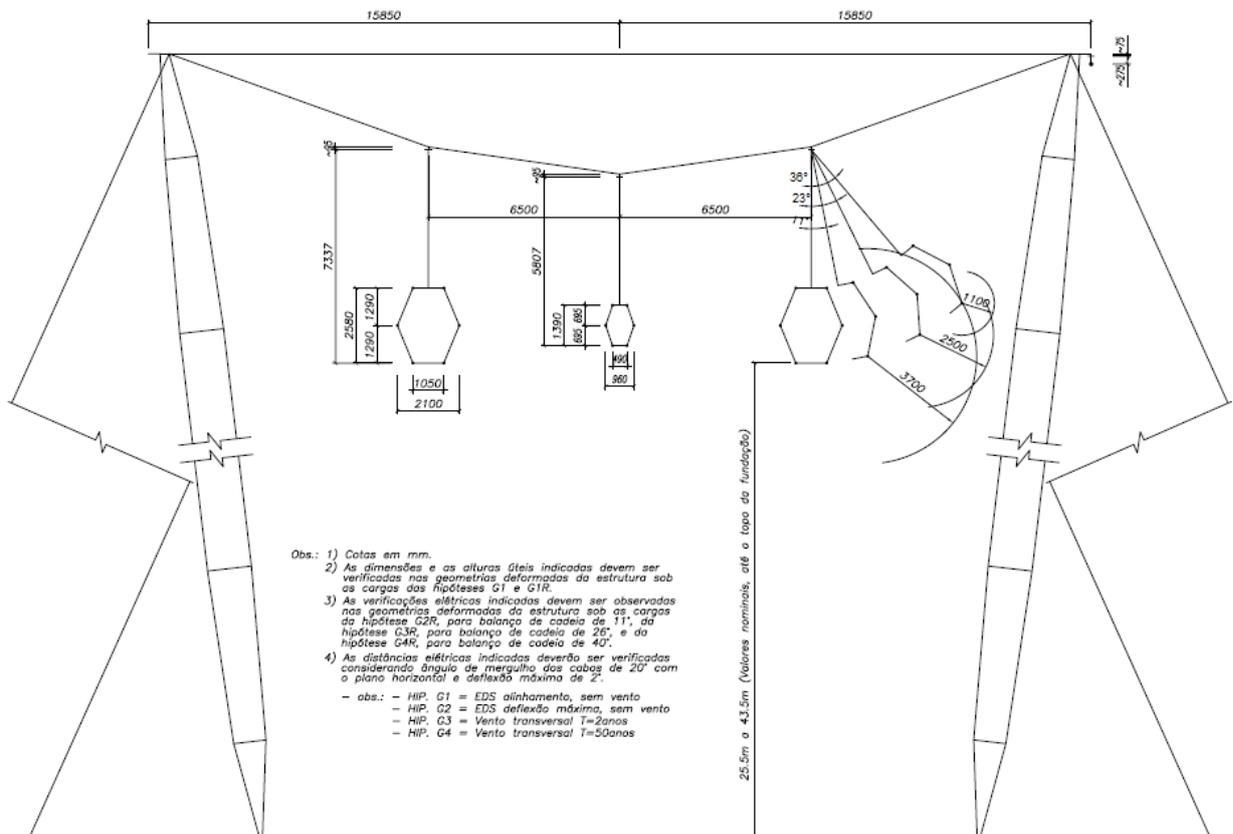 15850
15850
~75
~275
~95
~95
36°
23°
11°
6500
6500
7337
5807
2580
1290
1290
1390
695
695
490
960
1050
2100
1100
2500
3700
25.5m a 43.5m (Valores nominais, até o topo da fundação)
Obs.: 1) Cotas em mm.
2) As dimensões e as alturas úteis indicadas devem ser
verificadas nas geometrias deformadas da estrutura sob
as cargas das hipóteses G1 e G1R.
3) As verificações elétricas indicadas devem ser observadas
nas geometrias deformadas da estrutura sob as cargas
da hipótese G2R, para balanço de cadeia de 11°, da
hipótese G3R, para balanço de cadeia de 26°, e da
hipótese G4R, para balanço de cadeia de 40°.
4) As distâncias elétricas indicadas deverão ser verificadas
considerando ângulo de mergulho dos cabos de 20° com
o plano horizontal e deflexão máxima de 2°.
- obs.: - HIP. G1 = EDS alinhamento, sem vento
- HIP. G2 = EDS deflexão máxima, sem vento
- HIP. G3 = Vento transversal T=2anos
- HIP. G4 = Vento transversal T=50anos